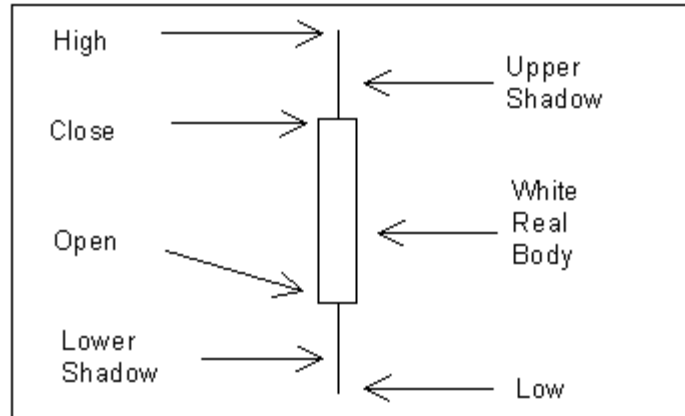 High
Upper
Shadow
Close
White
Real
Body
Open
Lower
Shadow
Low